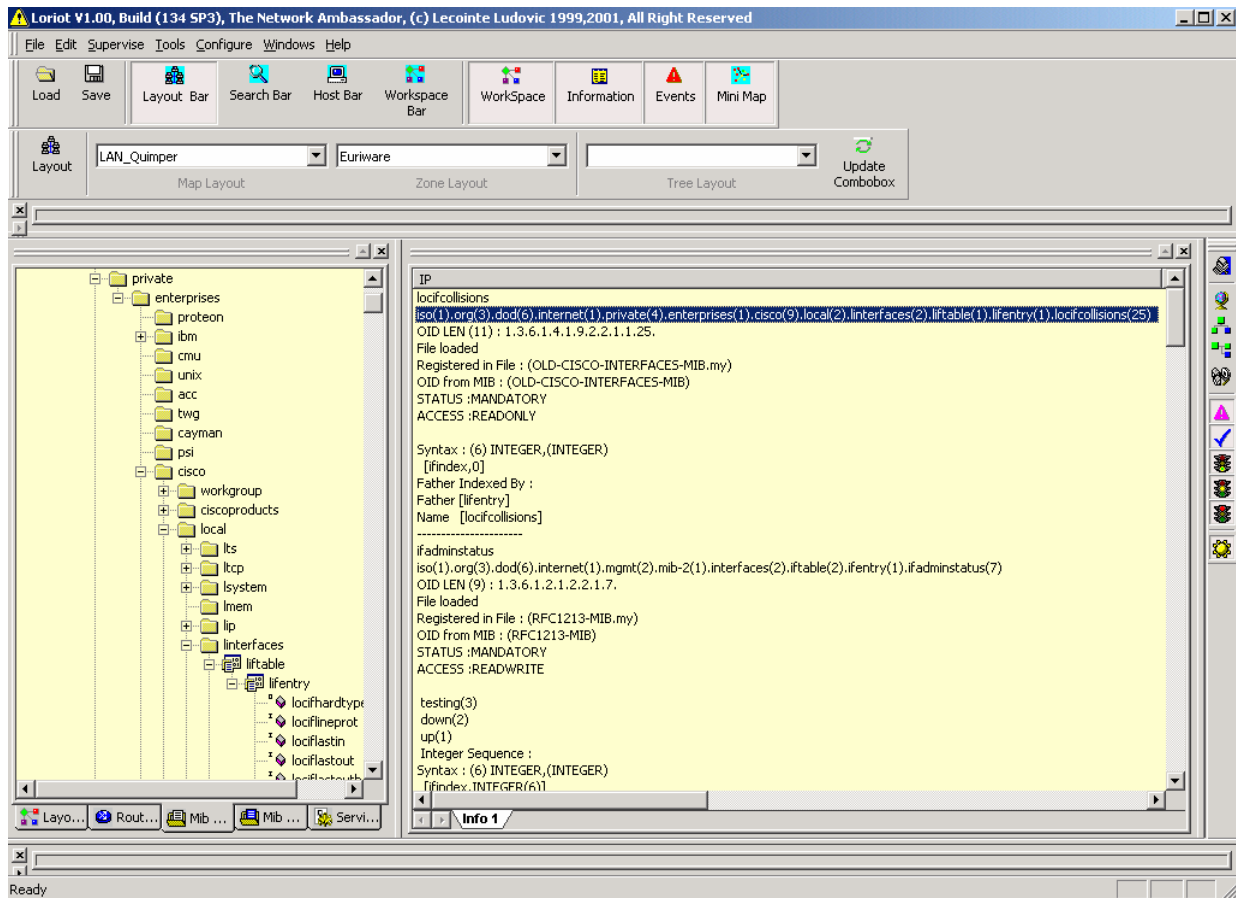 Loriot V1.00, Build (134 SP3), The Network Ambassador, (c) Lecointe Ludovic 1999,2001, All Right Reserved
File Edit Supervise Tools Configure Windows Help
Load Save Layout Bar Search Bar Host Bar Workspace Bar WorkSpace Information Events Mini Map
Layout LAN_Quimper Euriware Update Combobox
Map Layout Zone Layout Tree Layout
private
enterprises
proteon
ibm
cmu
unix
acc
twg
cayman
psi
cisco
workgroup
ciscoproducts
local
lts
ltcp
lsystem
lmem
lip
linterfaces
liftable
lifentry
locifhardtype
lociflineprot
lociflastin
lociflastout
Layo... Rout... Mib ... Mib ... Servi...
IP
locifcollisions
iso(1).org(3).dod(6).internet(1).private(4).enterprises(1).cisco(9).local(2).linterfaces(2).liftable(1).lifentry(1).locifcollisions(25)
OID LEN (11) : 1.3.6.1.4.1.9.2.2.1.1.25.
File loaded
Registered in File : (OLD-CISCO-INTERFACES-MIB.my)
OID from MIB : (OLD-CISCO-INTERFACES-MIB)
STATUS :MANDATORY
ACCESS :READONLY
Syntax : (6) INTEGER,(INTEGER)
[ifindex,0]
Father Indexed By :
Father [lifentry]
Name [locifcollisions]
----------------------
ifadminstatus
iso(1).org(3).dod(6).internet(1).mgmt(2).mib-2(1).interfaces(2).iftable(2).ifentry(1).ifadminstatus(7)
OID LEN (9) : 1.3.6.1.2.1.2.2.1.7.
File loaded
Registered in File : (RFC1213-MIB.my)
OID from MIB : (RFC1213-MIB)
STATUS :MANDATORY
ACCESS :READWRITE
testing(3)
down(2)
up(1)
Integer Sequence :
Syntax : (6) INTEGER,(INTEGER)
[ifindex,INTEGER(6)]
Info 1
Ready